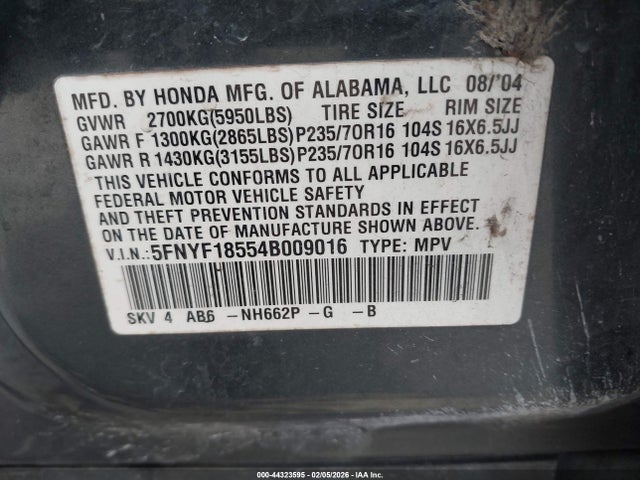 MFD. BY HONDA MFG. OF ALABAMA, LLC 08/'04
GVWR 2700KG(5950LBS) TIRE SIZE RIM SIZE
GAWR F 1300KG(2865LBS)P235/70R16 104S 16X6.5JJ
GAWR R 1430KG(3155LBS)P235/70R16 104S 16X6.5JJ
THIS VEHICLE CONFORMS TO ALL APPLICABLE
FEDERAL MOTOR VEHICLE SAFETY
AND THEFT PREVENTION STANDARDS IN EFFECT
ON THE DATE OF MANUFACTURE SHOWN ABOVE.
V.I.N.:5FNYF18554B009016 TYPE: MPV
SKV 4 AB6 -NH662P -G -B
000-44323595 - 02/05/2026 - IAA Inc.